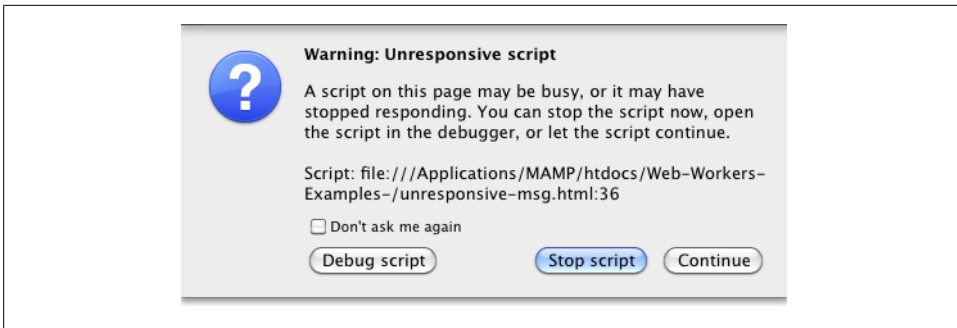 Warning: Unresponsive script
A script on this page may be busy, or it may have
stopped responding. You can stop the script now, open
the script in the debugger, or let the script continue.
Script: file:///Applications/MAMP/htdocs/Web-Workers-
Examples-/unresponsive-msg.html:36
Don't ask me again
Debug script
Stop script
Continue